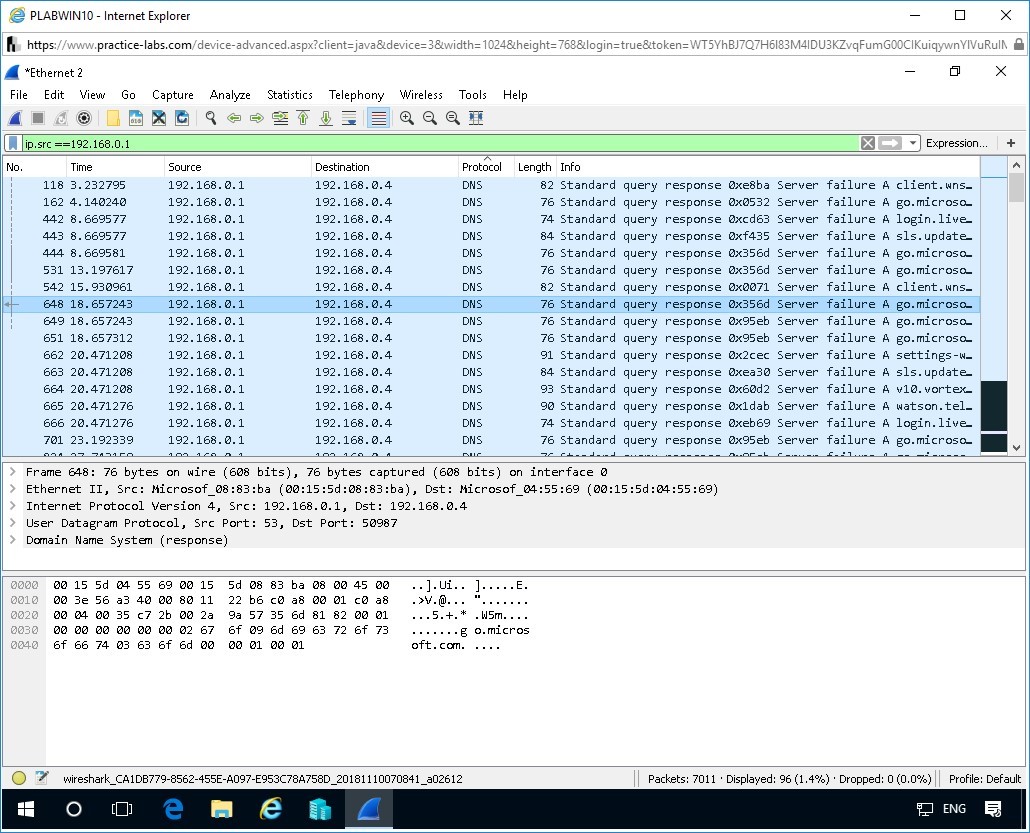 PLABWIN10 - Internet Explorer
https://www.practice-labs.com/device-advanced.aspx?client=java&device=3&width=1024&height=768&login=true&token=
*Ethernet 2
File Edit View Go Capture Analyze Statistics Telephony Wireless Tools Help
ip.src ==192.168.0.1 Expression... +
No. Time Source Destination Protocol Length Info
118 3.232795 192.168.0.1 192.168.0.4 DNS 82 Standard query response 0xe8ba Server failure A client.wns…
162 4.140240 192.168.0.1 192.168.0.4 DNS 76 Standard query response 0x0532 Server failure A go.microso…
442 8.669577 192.168.0.1 192.168.0.4 DNS 74 Standard query response 0xcd63 Server failure A login.live…
443 8.669577 192.168.0.1 192.168.0.4 DNS 84 Standard query response 0xf435 Server failure A sls.update…
444 8.669581 192.168.0.1 192.168.0.4 DNS 76 Standard query response 0x356d Server failure A go.microso…
531 13.197617 192.168.0.1 192.168.0.4 DNS 76 Standard query response 0x356d Server failure A go.microso…
542 15.930961 192.168.0.1 192.168.0.4 DNS 82 Standard query response 0x0071 Server failure A client.wns…
648 18.657243 192.168.0.1 192.168.0.4 DNS 76 Standard query response 0x356d Server failure A go.microso…
649 18.657243 192.168.0.1 192.168.0.4 DNS 76 Standard query response 0x95eb Server failure A go.microso…
651 18.657312 192.168.0.1 192.168.0.4 DNS 76 Standard query response 0x95eb Server failure A go.microso…
662 20.471208 192.168.0.1 192.168.0.4 DNS 91 Standard query response 0x2cec Server failure A settings-w…
663 20.471208 192.168.0.1 192.168.0.4 DNS 84 Standard query response 0xea30 Server failure A sls.update…
664 20.471208 192.168.0.1 192.168.0.4 DNS 93 Standard query response 0x60d2 Server failure A v10.vortex…
665 20.471276 192.168.0.1 192.168.0.4 DNS 90 Standard query response 0x1dab Server failure A watson.tel…
666 20.471276 192.168.0.1 192.168.0.4 DNS 74 Standard query response 0xeb69 Server failure A login.live…
701 23.192339 192.168.0.1 192.168.0.4 DNS 76 Standard query response 0x95eb Server failure A go.microso…
Frame 648: 76 bytes on wire (608 bits), 76 bytes captured (608 bits) on interface 0
Ethernet II, Src: Microsof_08:83:ba (00:15:5d:08:83:ba), Dst: Microsof_04:55:69 (00:15:5d:04:55:69)
Internet Protocol Version 4, Src: 192.168.0.1, Dst: 192.168.0.4
User Datagram Protocol, Src Port: 53, Dst Port: 50987
Domain Name System (response)
0000 00 15 5d 04 55 69 00 15 5d 08 83 ba 08 00 45 00 ..].Ui.. ].....E.
0010 00 3e 56 a3 40 00 80 11 22 b6 c0 a8 00 01 c0 a8 .>V.@... ".......
0020 00 04 00 35 c7 2b 00 2a 9a 57 35 6d 81 82 00 01 ...5.+.* .W5m....
0030 00 00 00 00 00 00 02 67 6f 09 6d 69 63 72 6f 73 .......g o.micros
0040 6f 66 74 03 63 6f 6d 00 00 01 00 01 oft.com. ....
wireshark_CA1DB779-8562-455E-A097-E953C78A758D_20181110070841_a02612 Packets: 7011 · Displayed: 96 (1.4%) · Dropped: 0 (0.0%) Profile: Default
ENG